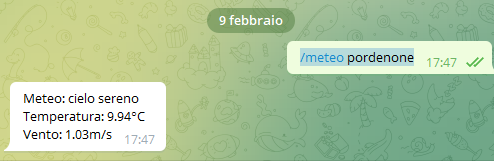 9 febbraio
/meteo pordenone 17:47
Meteo: cielo sereno
Temperatura: 9.94°C
Vento: 1.03m/s 17:47